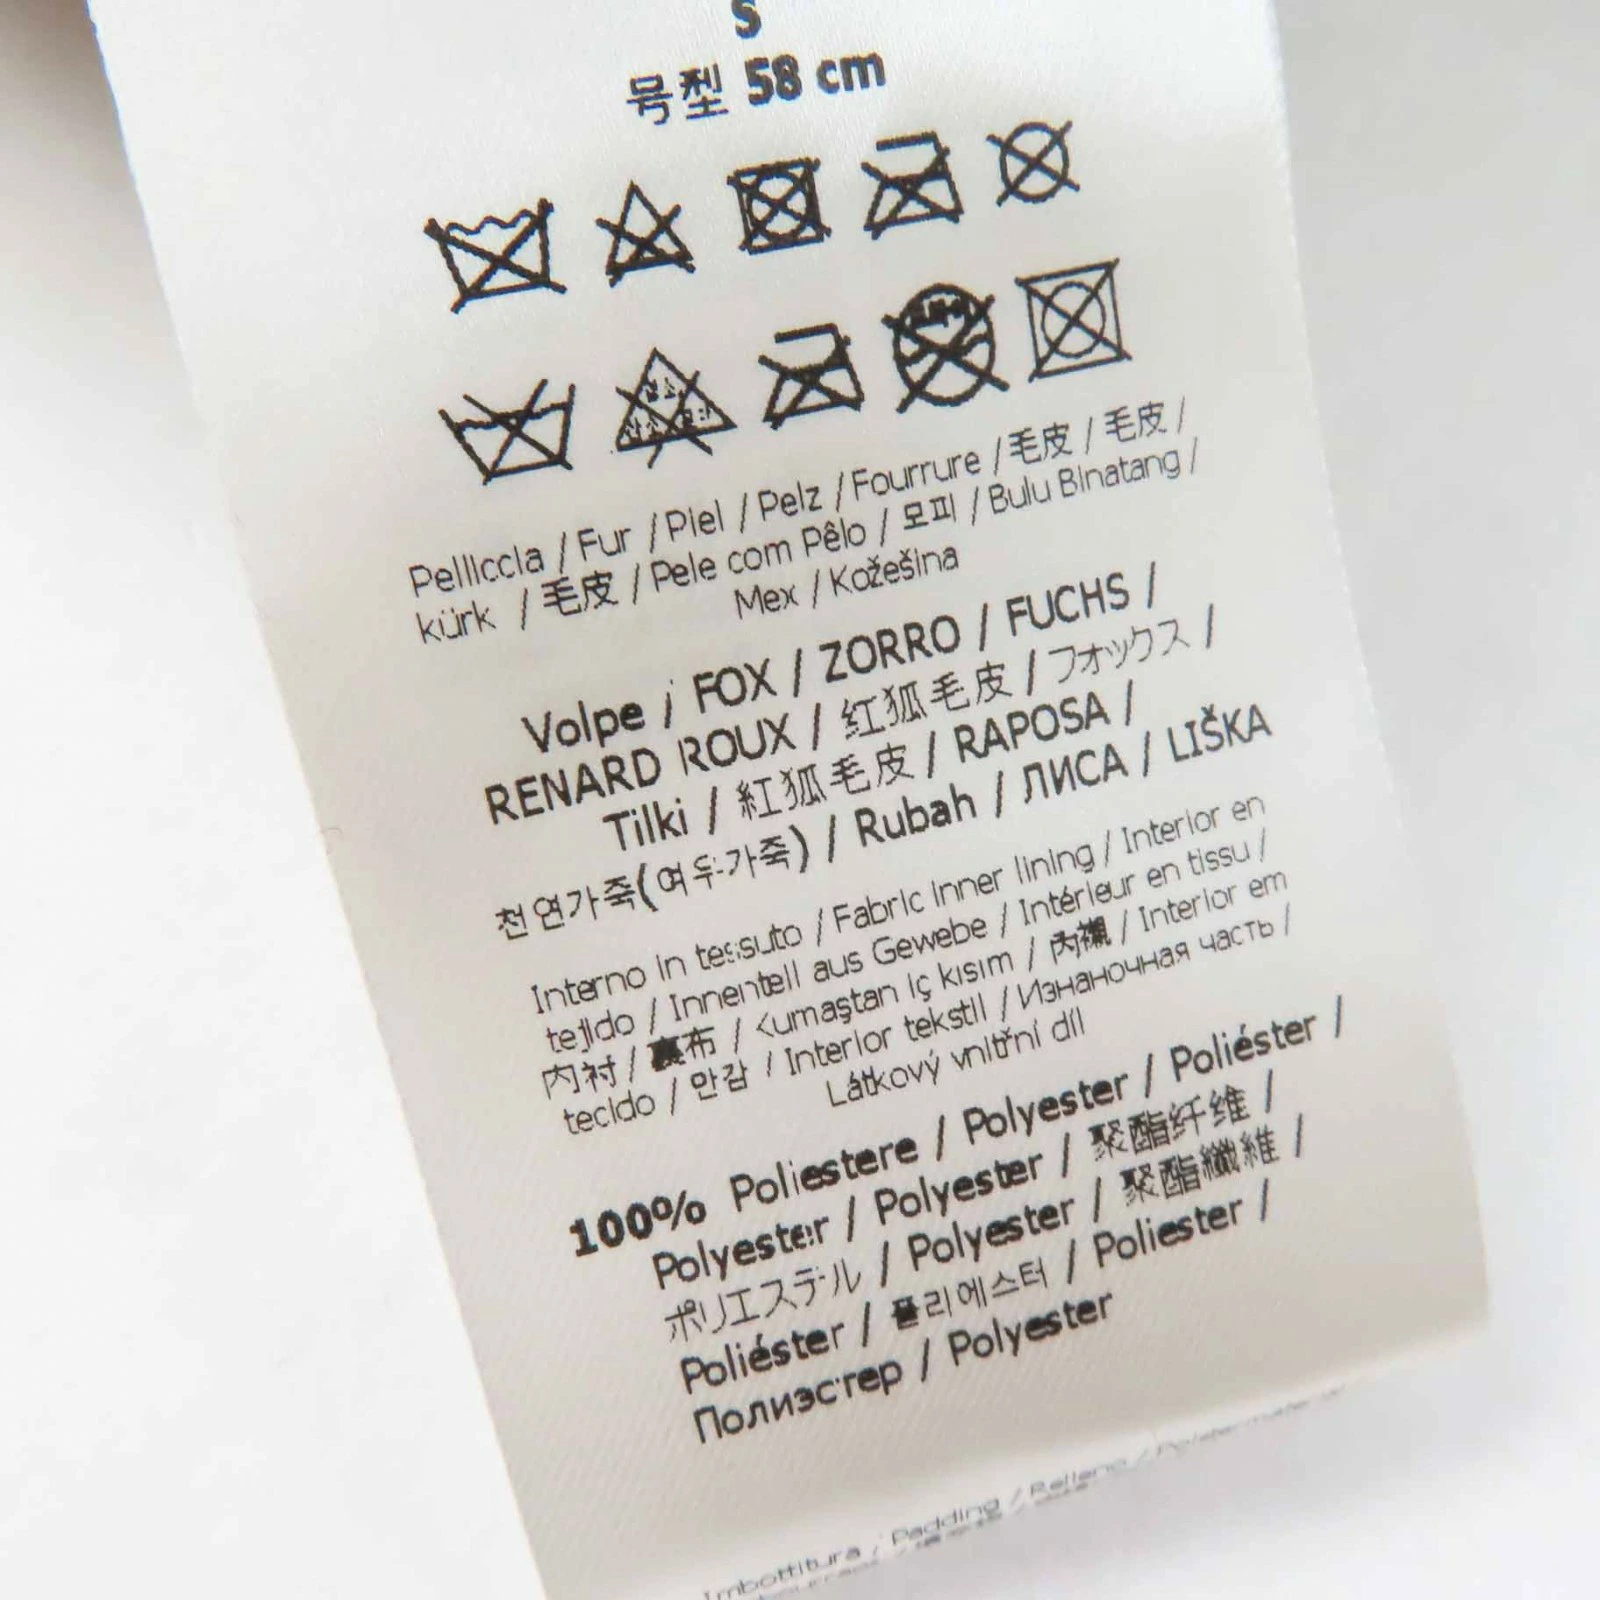 S
号型 58 cm
Pelliccia / Fur / Piel / Pelz / Fourrure / 毛皮 / 毛皮 /
kürk / 毛皮 / Pele com Pêlo / 모피 / Bulu Binatang /
Mex / Kožešina
Volpe / FOX / ZORRO / FUCHS /
RENARD ROUX / 红狐毛皮 / フォックス /
Tilki / 紅狐毛皮 / RAPOSA /
천연가죽(여우가죽) / Rubah / ЛИСА / LIŠKA
Interno in tessuto / Fabric inner lining / Interior en
tejido / Innenteil aus Gewebe / Intérieur en tissu /
内衬 / 裏布 / Kumaştan iç kısım / 內襯 / Interior em
tecido / 안감 / Interior tekstil / Изнаночная часть /
Látkový vnitřní díl
100% Poliestere / Polyester / Poliéster /
Polyester / Polyester / 聚酯纤维 /
ポリエステル / Polyester / 聚酯纖維 /
Poliéster / 폴리에스터 / Poliester /
Полиэстер / Polyester
Imbottitura / Padding / Relleno /